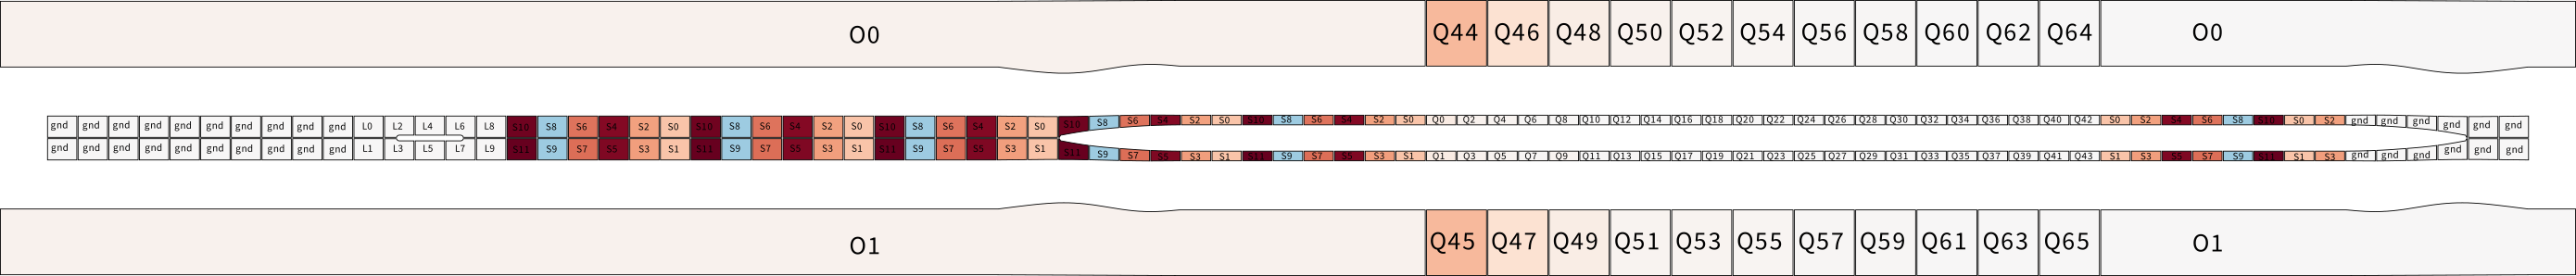 O0 Q44 Q46 Q48 Q50 Q52 Q54 Q56 Q58 Q60 Q62 Q64 O0
gnd gnd gnd gnd gnd gnd gnd gnd gnd gnd L0 L2 L4 L6 L8 S10 S8 S6 S4 S2 S0 S10 S8 S6 S4 S2 S0 S10 S8 S6 S4 S2 S0 S10 S8 S6 S4 S2 S0 S10 S8 S6 S4 S2 S0 Q0 Q2 Q4 Q6 Q8 Q10 Q12 Q14 Q16 Q18 Q20 Q22 Q24 Q26 Q28 Q30 Q32 Q34 Q36 Q38 Q40 Q42 S0 S2 S4 S6 S8 S10 S0 S2 gnd gnd gnd gnd gnd gnd
gnd gnd gnd gnd gnd gnd gnd gnd gnd gnd L1 L3 L5 L7 L9 S11 S9 S7 S5 S3 S1 S11 S9 S7 S5 S3 S1 S11 S9 S7 S5 S3 S1 S11 S9 S7 S5 S3 S1 S11 S9 S7 S5 S3 S1 Q1 Q3 Q5 Q7 Q9 Q11 Q13 Q15 Q17 Q19 Q21 Q23 Q25 Q27 Q29 Q31 Q33 Q35 Q37 Q39 Q41 Q43 S1 S3 S5 S7 S9 S11 S1 S3 gnd gnd gnd gnd gnd gnd
O1 Q45 Q47 Q49 Q51 Q53 Q55 Q57 Q59 Q61 Q63 Q65 O1